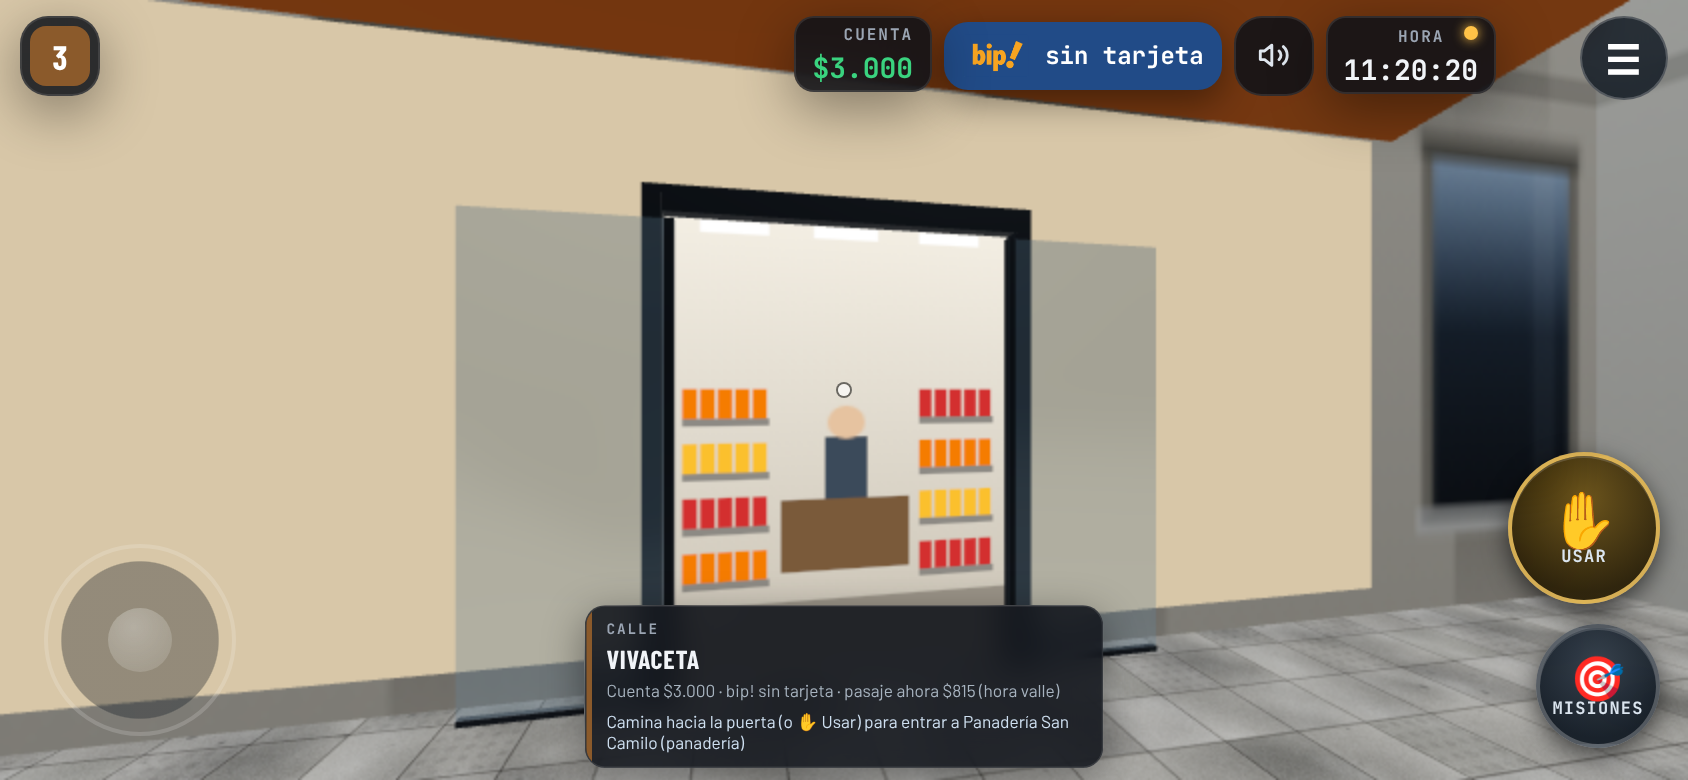 3
CUENTA
$3.000
bip!
sin tarjeta
HORA
11:20:20
USAR
MISIONES
CALLE
VIVACETA
Cuenta $3.000 · bip! sin tarjeta · pasaje ahora $815 (hora valle)
Camina hacia la puerta (o ✋ Usar) para entrar a Panadería San
Camilo (panadería)